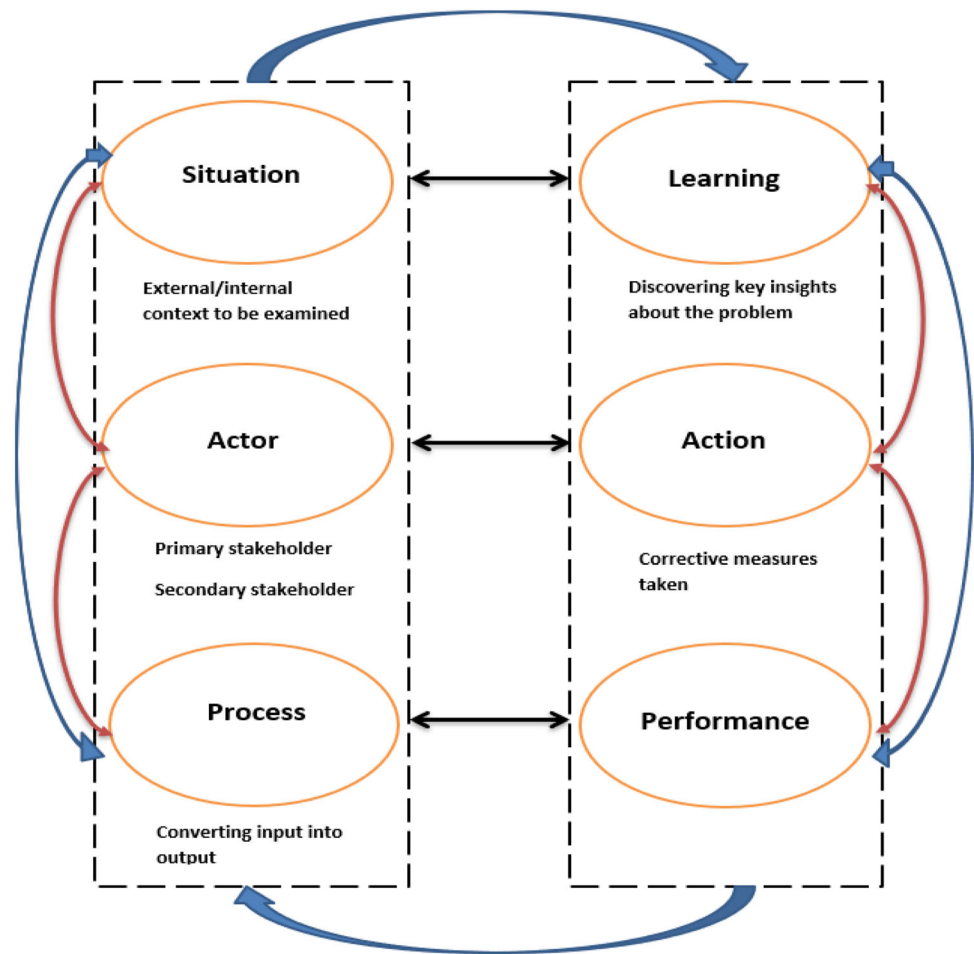 Situation
External/internal
context to be examined
Actor
Primary stakeholder
Secondary stakeholder
Process
Converting input into
output
Learning
Discovering key insights
about the problem
Action
Corrective measures
taken
Performance